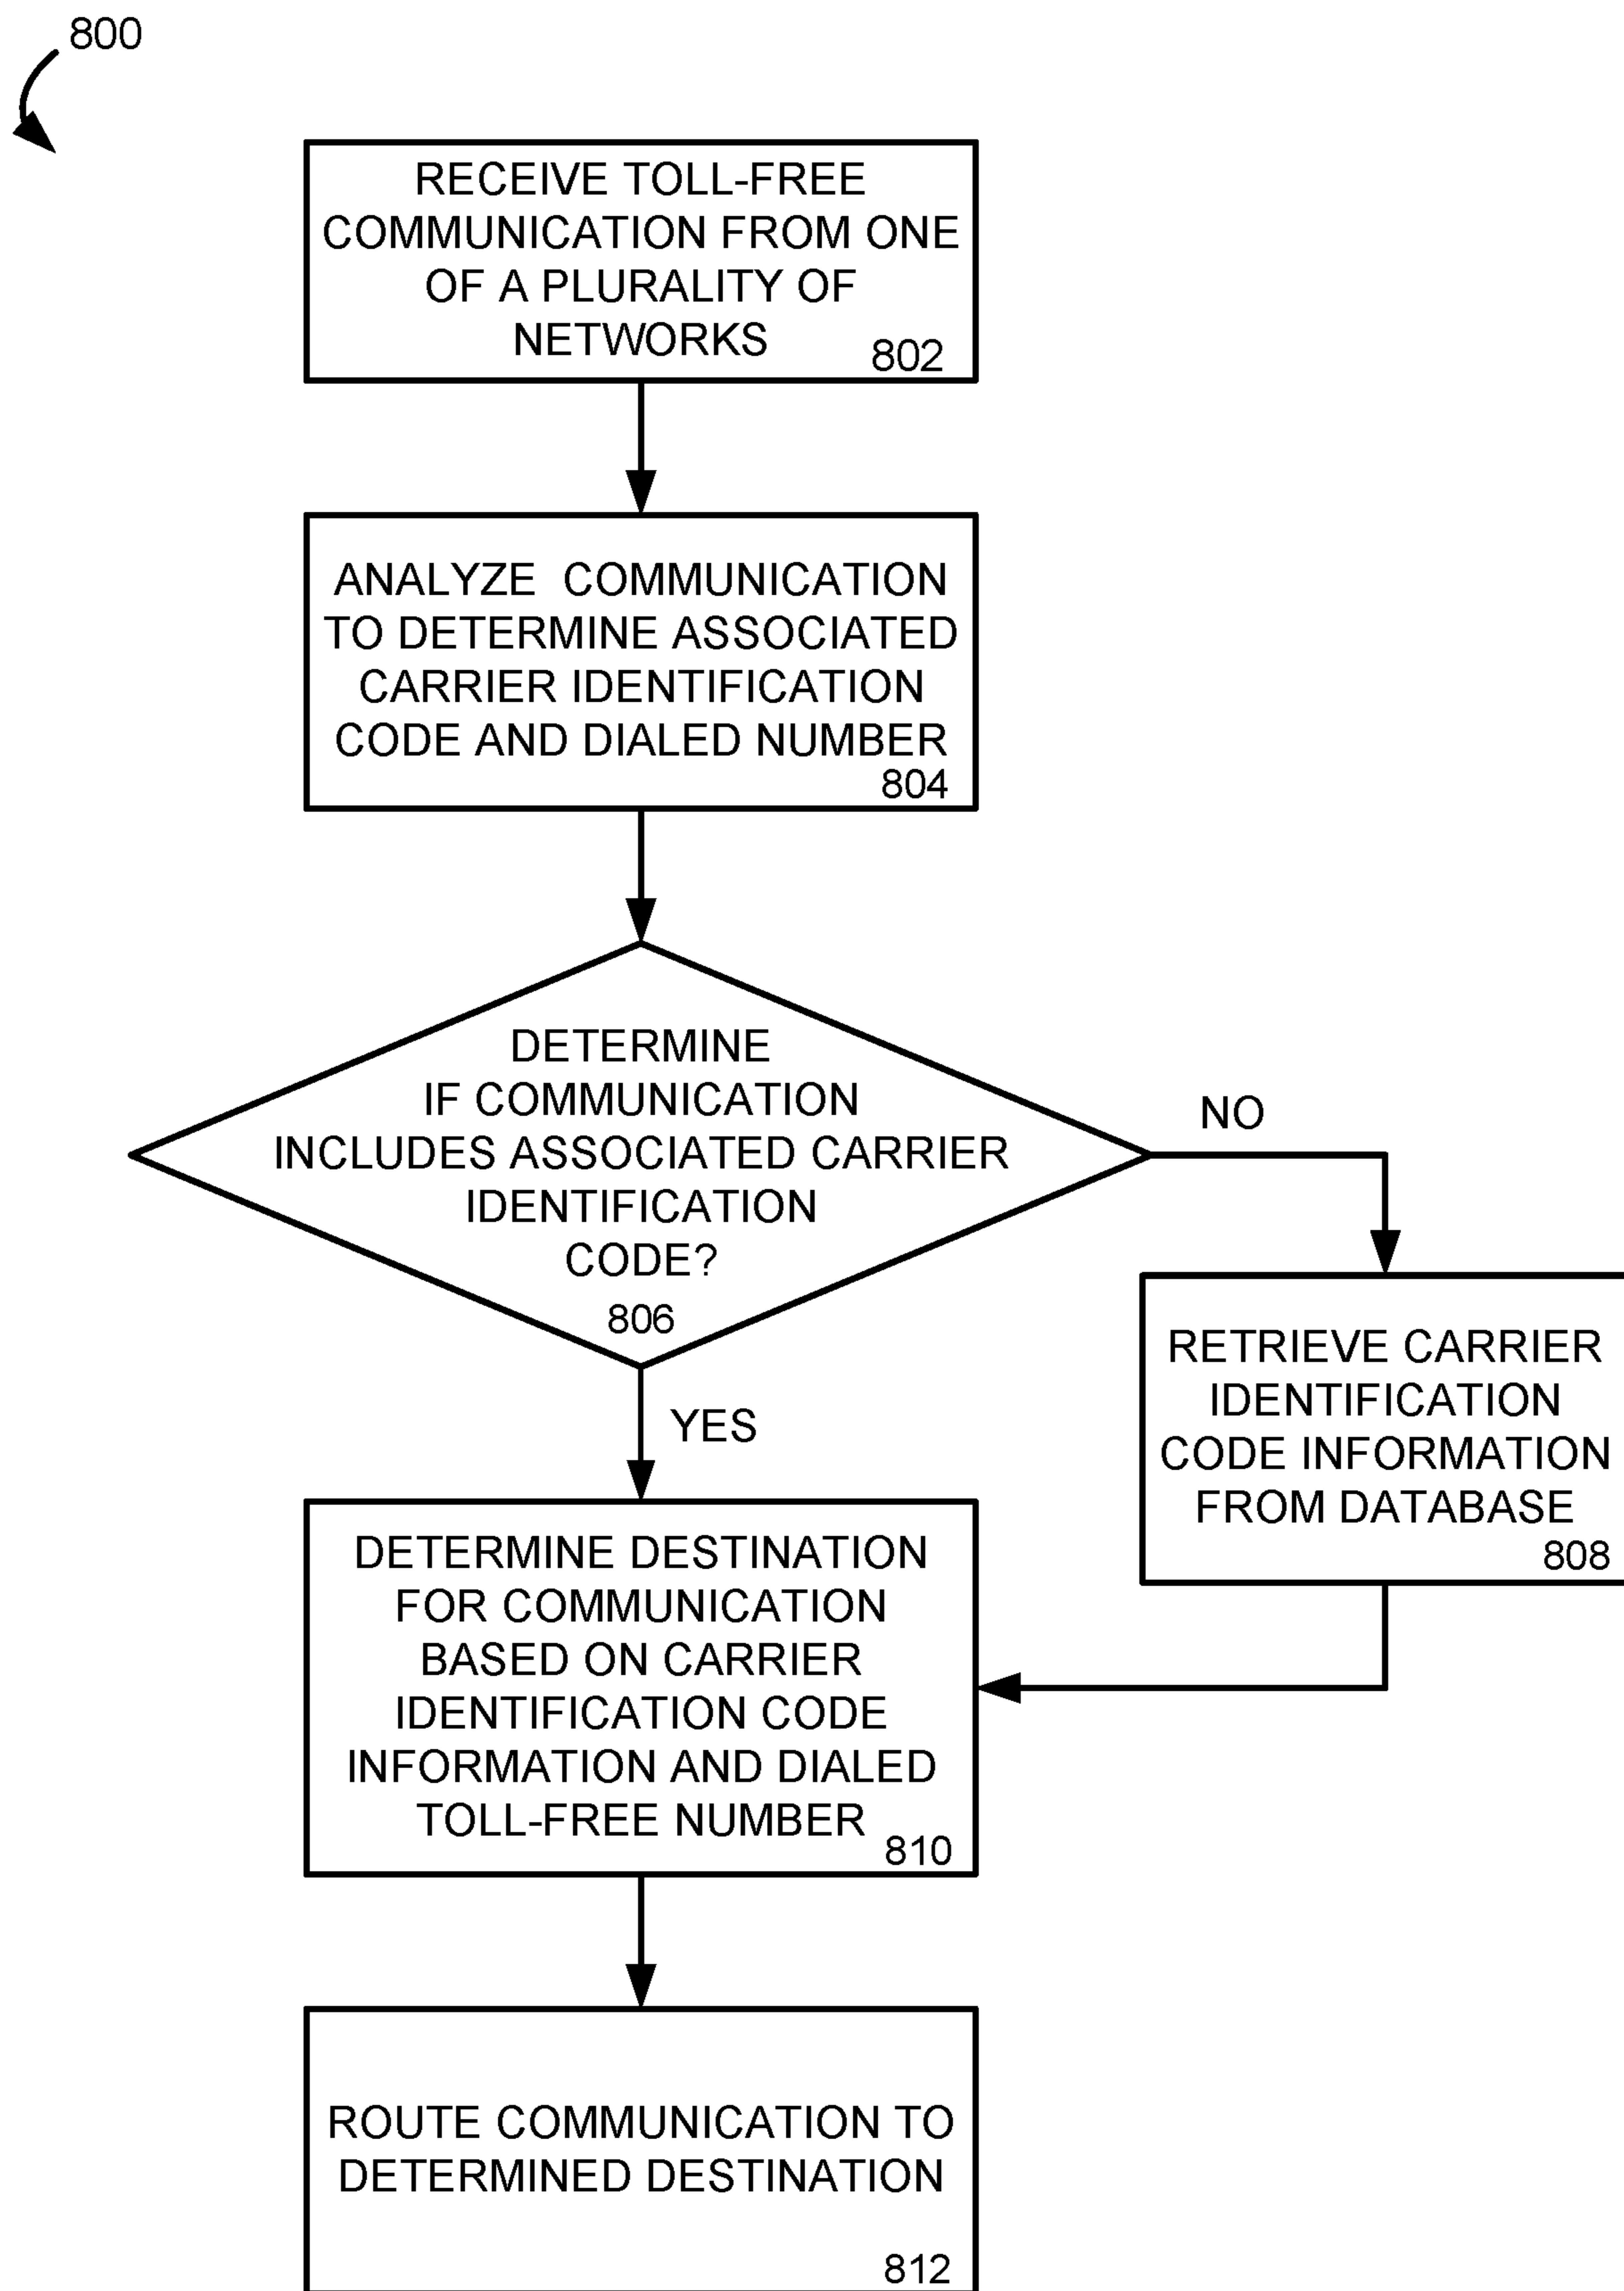 800
RECEIVE TOLL-FREE
COMMUNICATION FROM ONE
OF A PLURALITY OF
NETWORKS
802
ANALYZE COMMUNICATION
TO DETERMINE ASSOCIATED
CARRIER IDENTIFICATION
CODE AND DIALED NUMBER
804
DETERMINE
IF COMMUNICATION
INCLUDES ASSOCIATED CARRIER
IDENTIFICATION
CODE?
806
NO
RETRIEVE CARRIER
IDENTIFICATION
CODE INFORMATION
FROM DATABASE
808
YES
DETERMINE DESTINATION
FOR COMMUNICATION
BASED ON CARRIER
IDENTIFICATION CODE
INFORMATION AND DIALED
TOLL-FREE NUMBER
810
ROUTE COMMUNICATION TO
DETERMINED DESTINATION
812